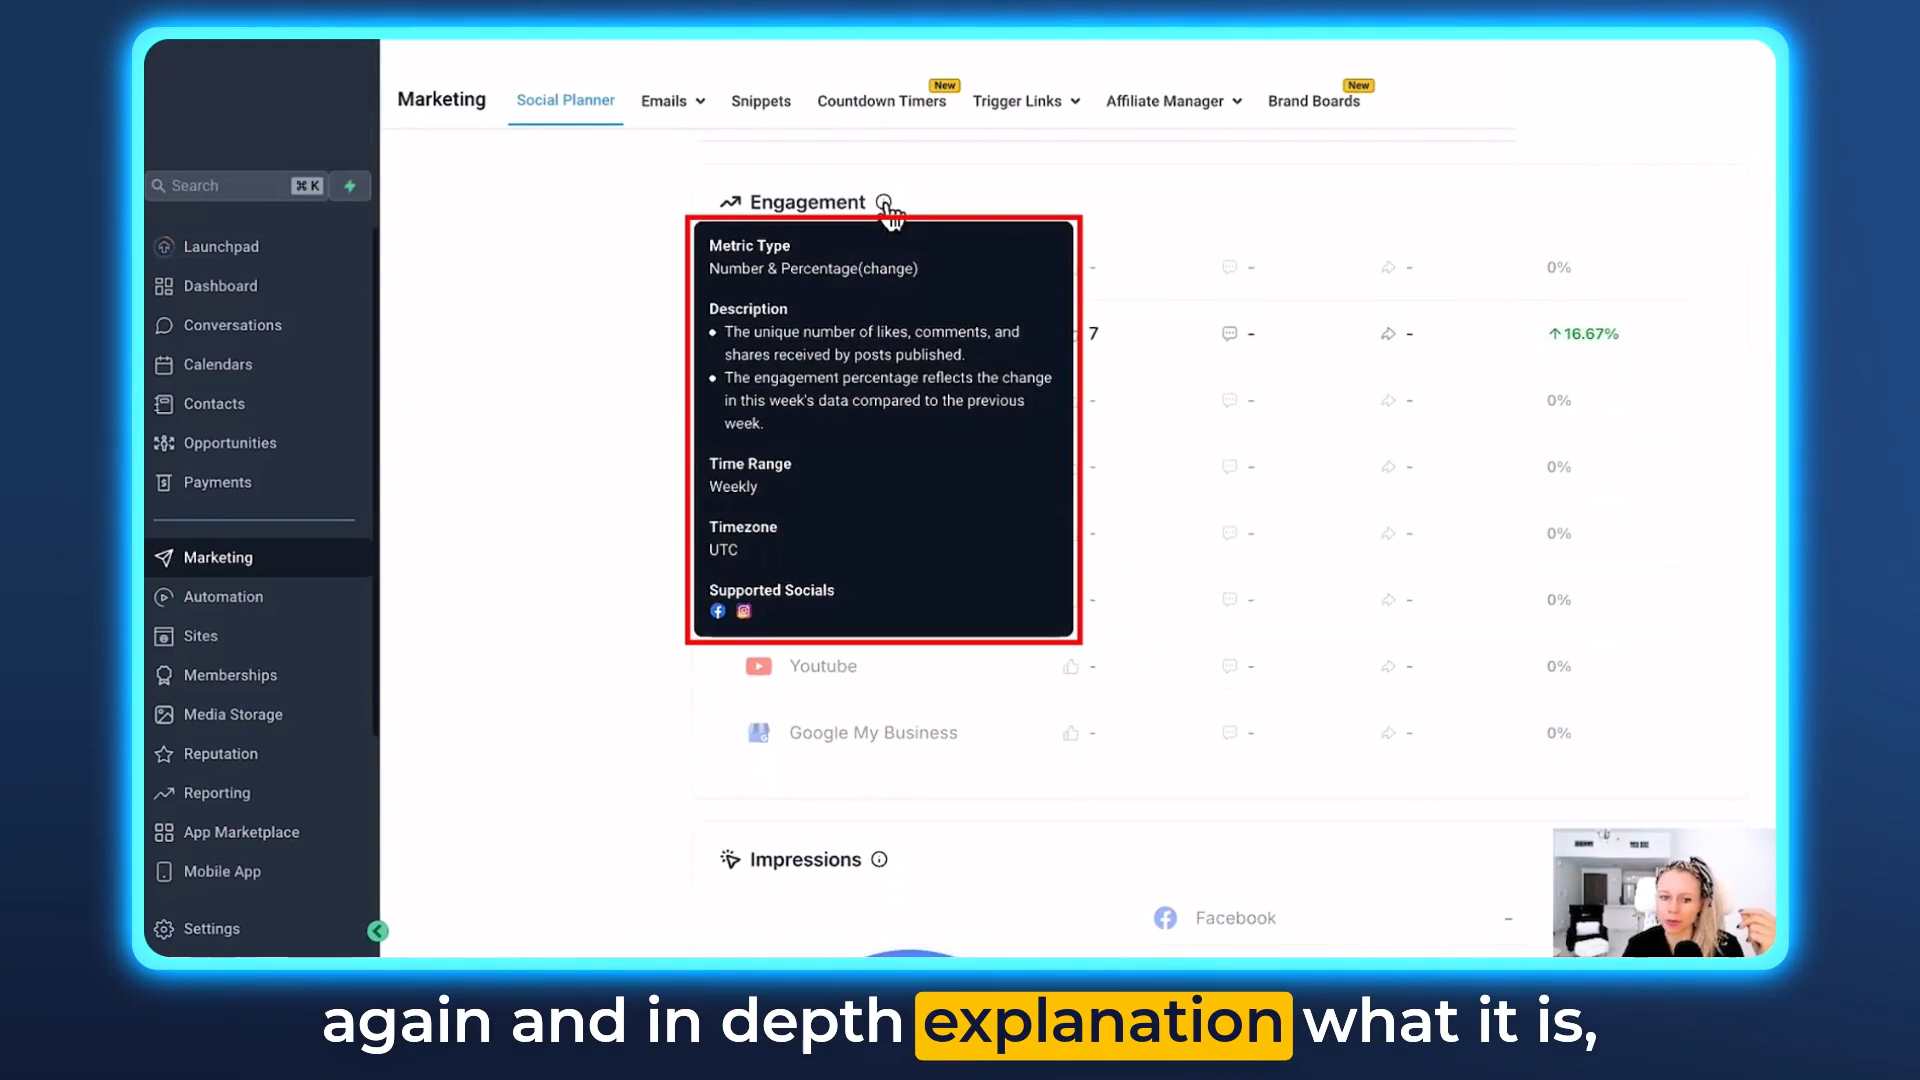 Marketing
Social Planner
Emails
Snippets
Countdown Timers
New
Trigger Links
Affiliate Manager
Brand Boards
New
Search
⌘ K
Launchpad
Dashboard
Conversations
Calendars
Contacts
Opportunities
Payments
Marketing
Automation
Sites
Memberships
Media Storage
Reputation
Reporting
App Marketplace
Mobile App
Settings
Engagement
Metric Type
Number & Percentage(change)
Description
• The unique number of likes, comments, and
shares received by posts published.
• The engagement percentage reflects the change
in this week's data compared to the previous
week.
Time Range
Weekly
Timezone
UTC
Supported Socials
- - - 0%
7 - - ↑16.67%
- - - 0%
- - - 0%
- - - 0%
- - - 0%
Youtube - - - 0%
Google My Business - - - 0%
Impressions
Facebook -
again and in depth explanation what it is,